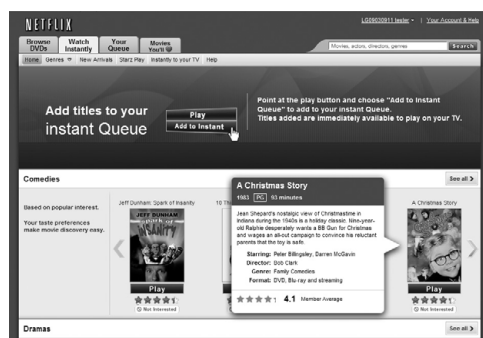 NETFLIX
LG09030911 tester | Your Account & Help
Browse DVDs
Watch Instantly
Your Queue
Movies You'll
Movies, actors, directors, genres
Search
Home Genres New Arrivals Starz Play Instantly to your TV Help
Add titles to your
instant Queue
Play
Add to Instant
Point at the play button and choose "Add to Instant
Queue" to add to your instant Queue.
Titles added are immediately available to play on your TV.
Comedies
See all
Based on popular interest.
Your taste preferences
make movie discovery easy.
Jeff Dunham: Spark of Insanity
JEFF DUNHAM
INSANITY
Play
Not Interested
10 Th
A Christmas Story
1983 PG 93 minutes
Jean Shepard's nostalgic view of Christmastime in
Indiana during the 1940s is a holiday classic. Nine-year-
old Ralphie desperately wants a BB Gun for Christmas
and wages an all-out campaign to convince his reluctant
parents that the toy is safe.
Starring: Peter Billingsley, Darren McGavin
Director: Bob Clark
Genre: Family Comedies
Format: DVD, Blu-ray and streaming
4.1 Member Average
A Christmas Story
Play
Not Interested
Dramas
See all